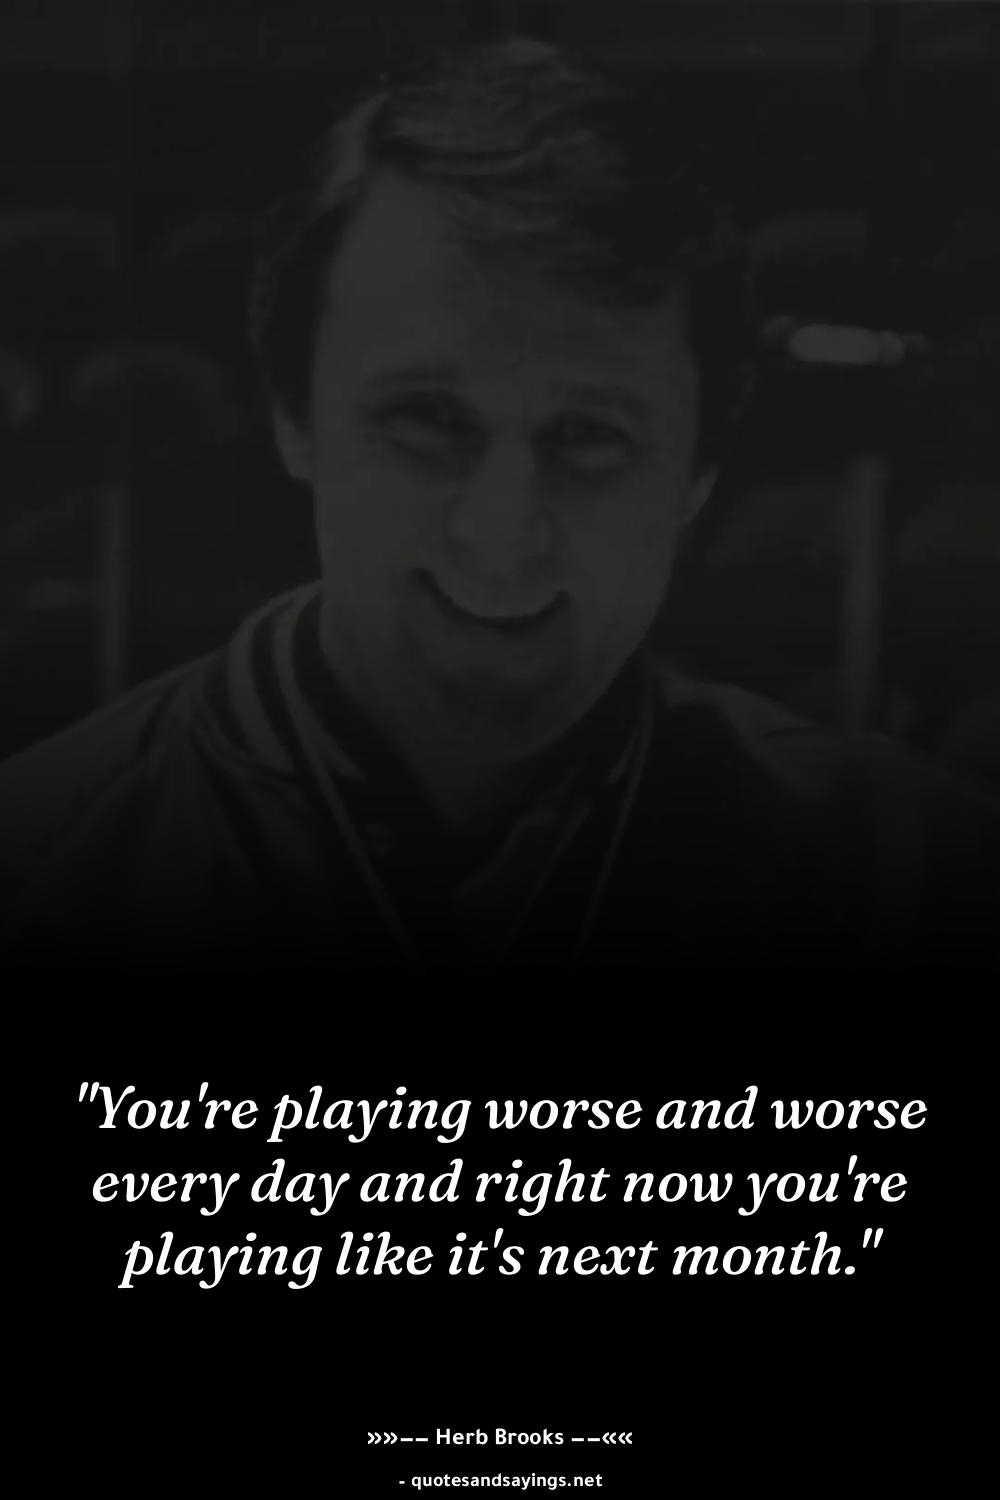 "You're playing worse and worse
every day and right now you're
playing like it's next month."
»»–– Herb Brooks ––««
- quotesandsayings.net